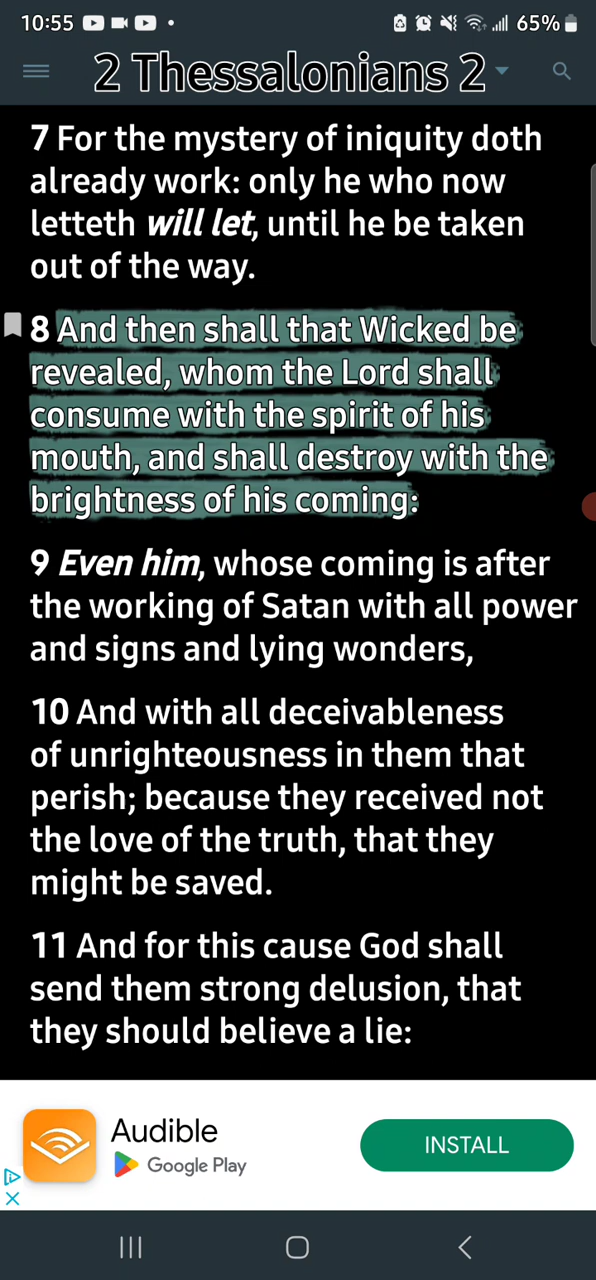 10:55 65%
2 Thessalonians 2
7 For the mystery of iniquity doth
already work: only he who now
letteth will let, until he be taken
out of the way.
8 And then shall that Wicked be
revealed, whom the Lord shall
consume with the spirit of his
mouth, and shall destroy with the
brightness of his coming:
9 Even him, whose coming is after
the working of Satan with all power
and signs and lying wonders,
10 And with all deceivableness
of unrighteousness in them that
perish; because they received not
the love of the truth, that they
might be saved.
11 And for this cause God shall
send them strong delusion, that
they should believe a lie:
Audible
Google Play
INSTALL